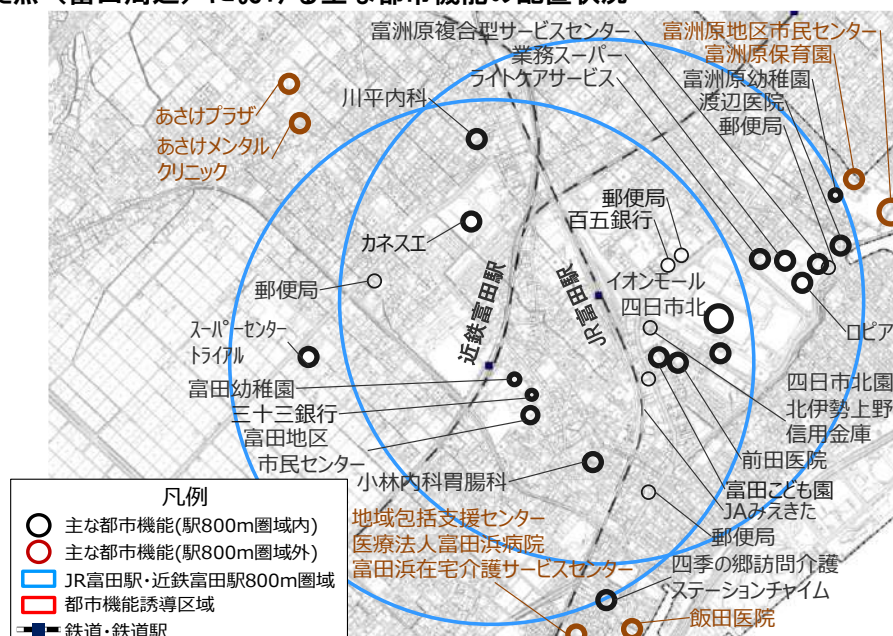 富洲原複合型サービスセンター
業務スーパー
ライトケアサービス
富洲原地区市民センター
富洲原保育園
富洲原幼稚園
渡辺医院
郵便局
川平内科
あさけプラザ
あさけメンタル
クリニック
郵便局
百五銀行
カネスエ
郵便局
近鉄富田駅
JR富田駅
イオンモール
四日市北
ロピア
スーパーセンター
トライアル
富田幼稚園
三十三銀行
富田地区
市民センター
四日市北園
北伊勢上野
信用金庫
前田医院
小林内科胃腸科
富田こども園
JAみえきた
郵便局
地域包括支援センター
医療法人富田浜病院
富田浜在宅介護サービスセンター
四季の郷訪問介護
ステーションチャイム
飯田医院
凡例
主な都市機能(駅800m圏域内)
主な都市機能(駅800m圏域外)
JR富田駅・近鉄富田駅800m圏域
都市機能誘導区域
鉄道・鉄道駅